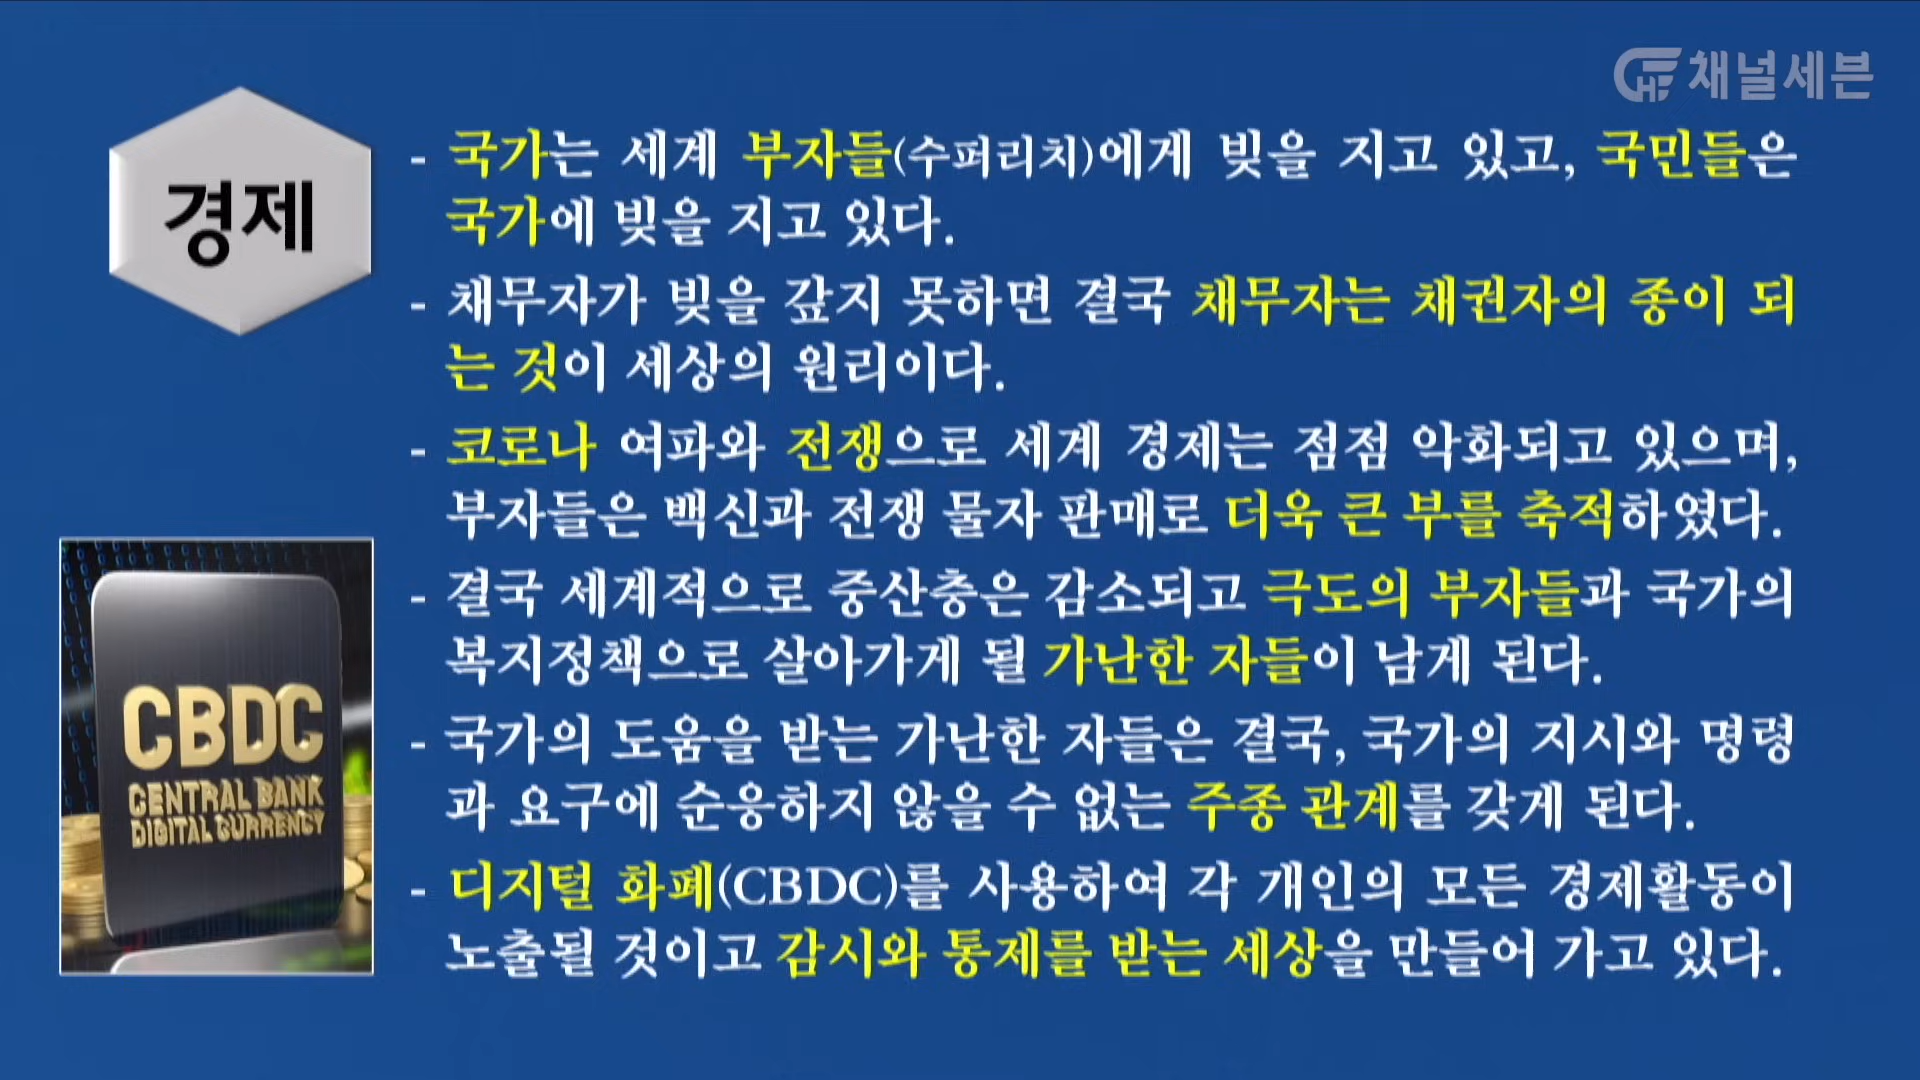 채널세븐
경제
- 국가는 세계 부자들(수퍼리치)에게 빚을 지고 있고, 국민들은
국가에 빚을 지고 있다.
- 채무자가 빚을 갚지 못하면 결국 채무자는 채권자의 종이 되
는 것이 세상의 원리이다.
- 코로나 여파와 전쟁으로 세계 경제는 점점 악화되고 있으며,
부자들은 백신과 전쟁 물자 판매로 더욱 큰 부를 축적하였다.
- 결국 세계적으로 중산층은 감소되고 극도의 부자들과 국가의
복지정책으로 살아가게 될 가난한 자들이 남게 된다.
- 국가의 도움을 받는 가난한 자들은 결국, 국가의 지시와 명령
과 요구에 순응하지 않을 수 없는 주종 관계를 갖게 된다.
- 디지털 화폐(CBDC)를 사용하여 각 개인의 모든 경제활동이
노출될 것이고 감시와 통제를 받는 세상을 만들어 가고 있다.
CBDC
CENTRAL BANK
DIGITAL CURRENCY